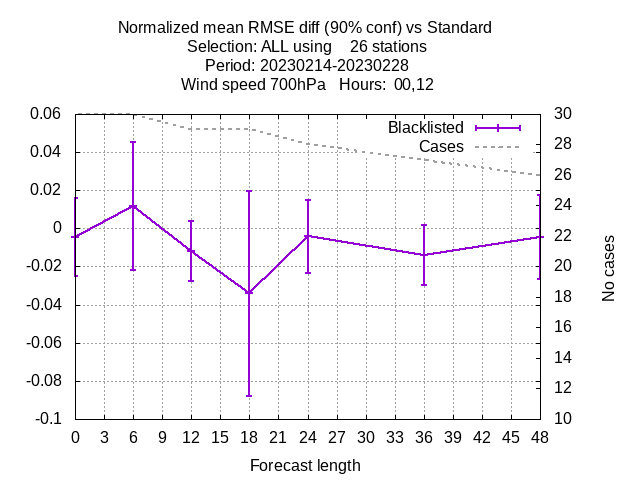 Normalized mean RMSE diff (90% conf) vs Standard
Selection: ALL using    26 stations
Period: 20230214-20230228
Wind speed 700hPa   Hours:  00,12
Blacklisted
Cases
0.06
0.04
0.02
0
-0.02
-0.04
-0.06
-0.08
-0.1
30
28
26
24
22
20
18
16
14
12
10
No cases
0 3 6 9 12 15 18 21 24 27 30 33 36 39 42 45 48
Forecast length